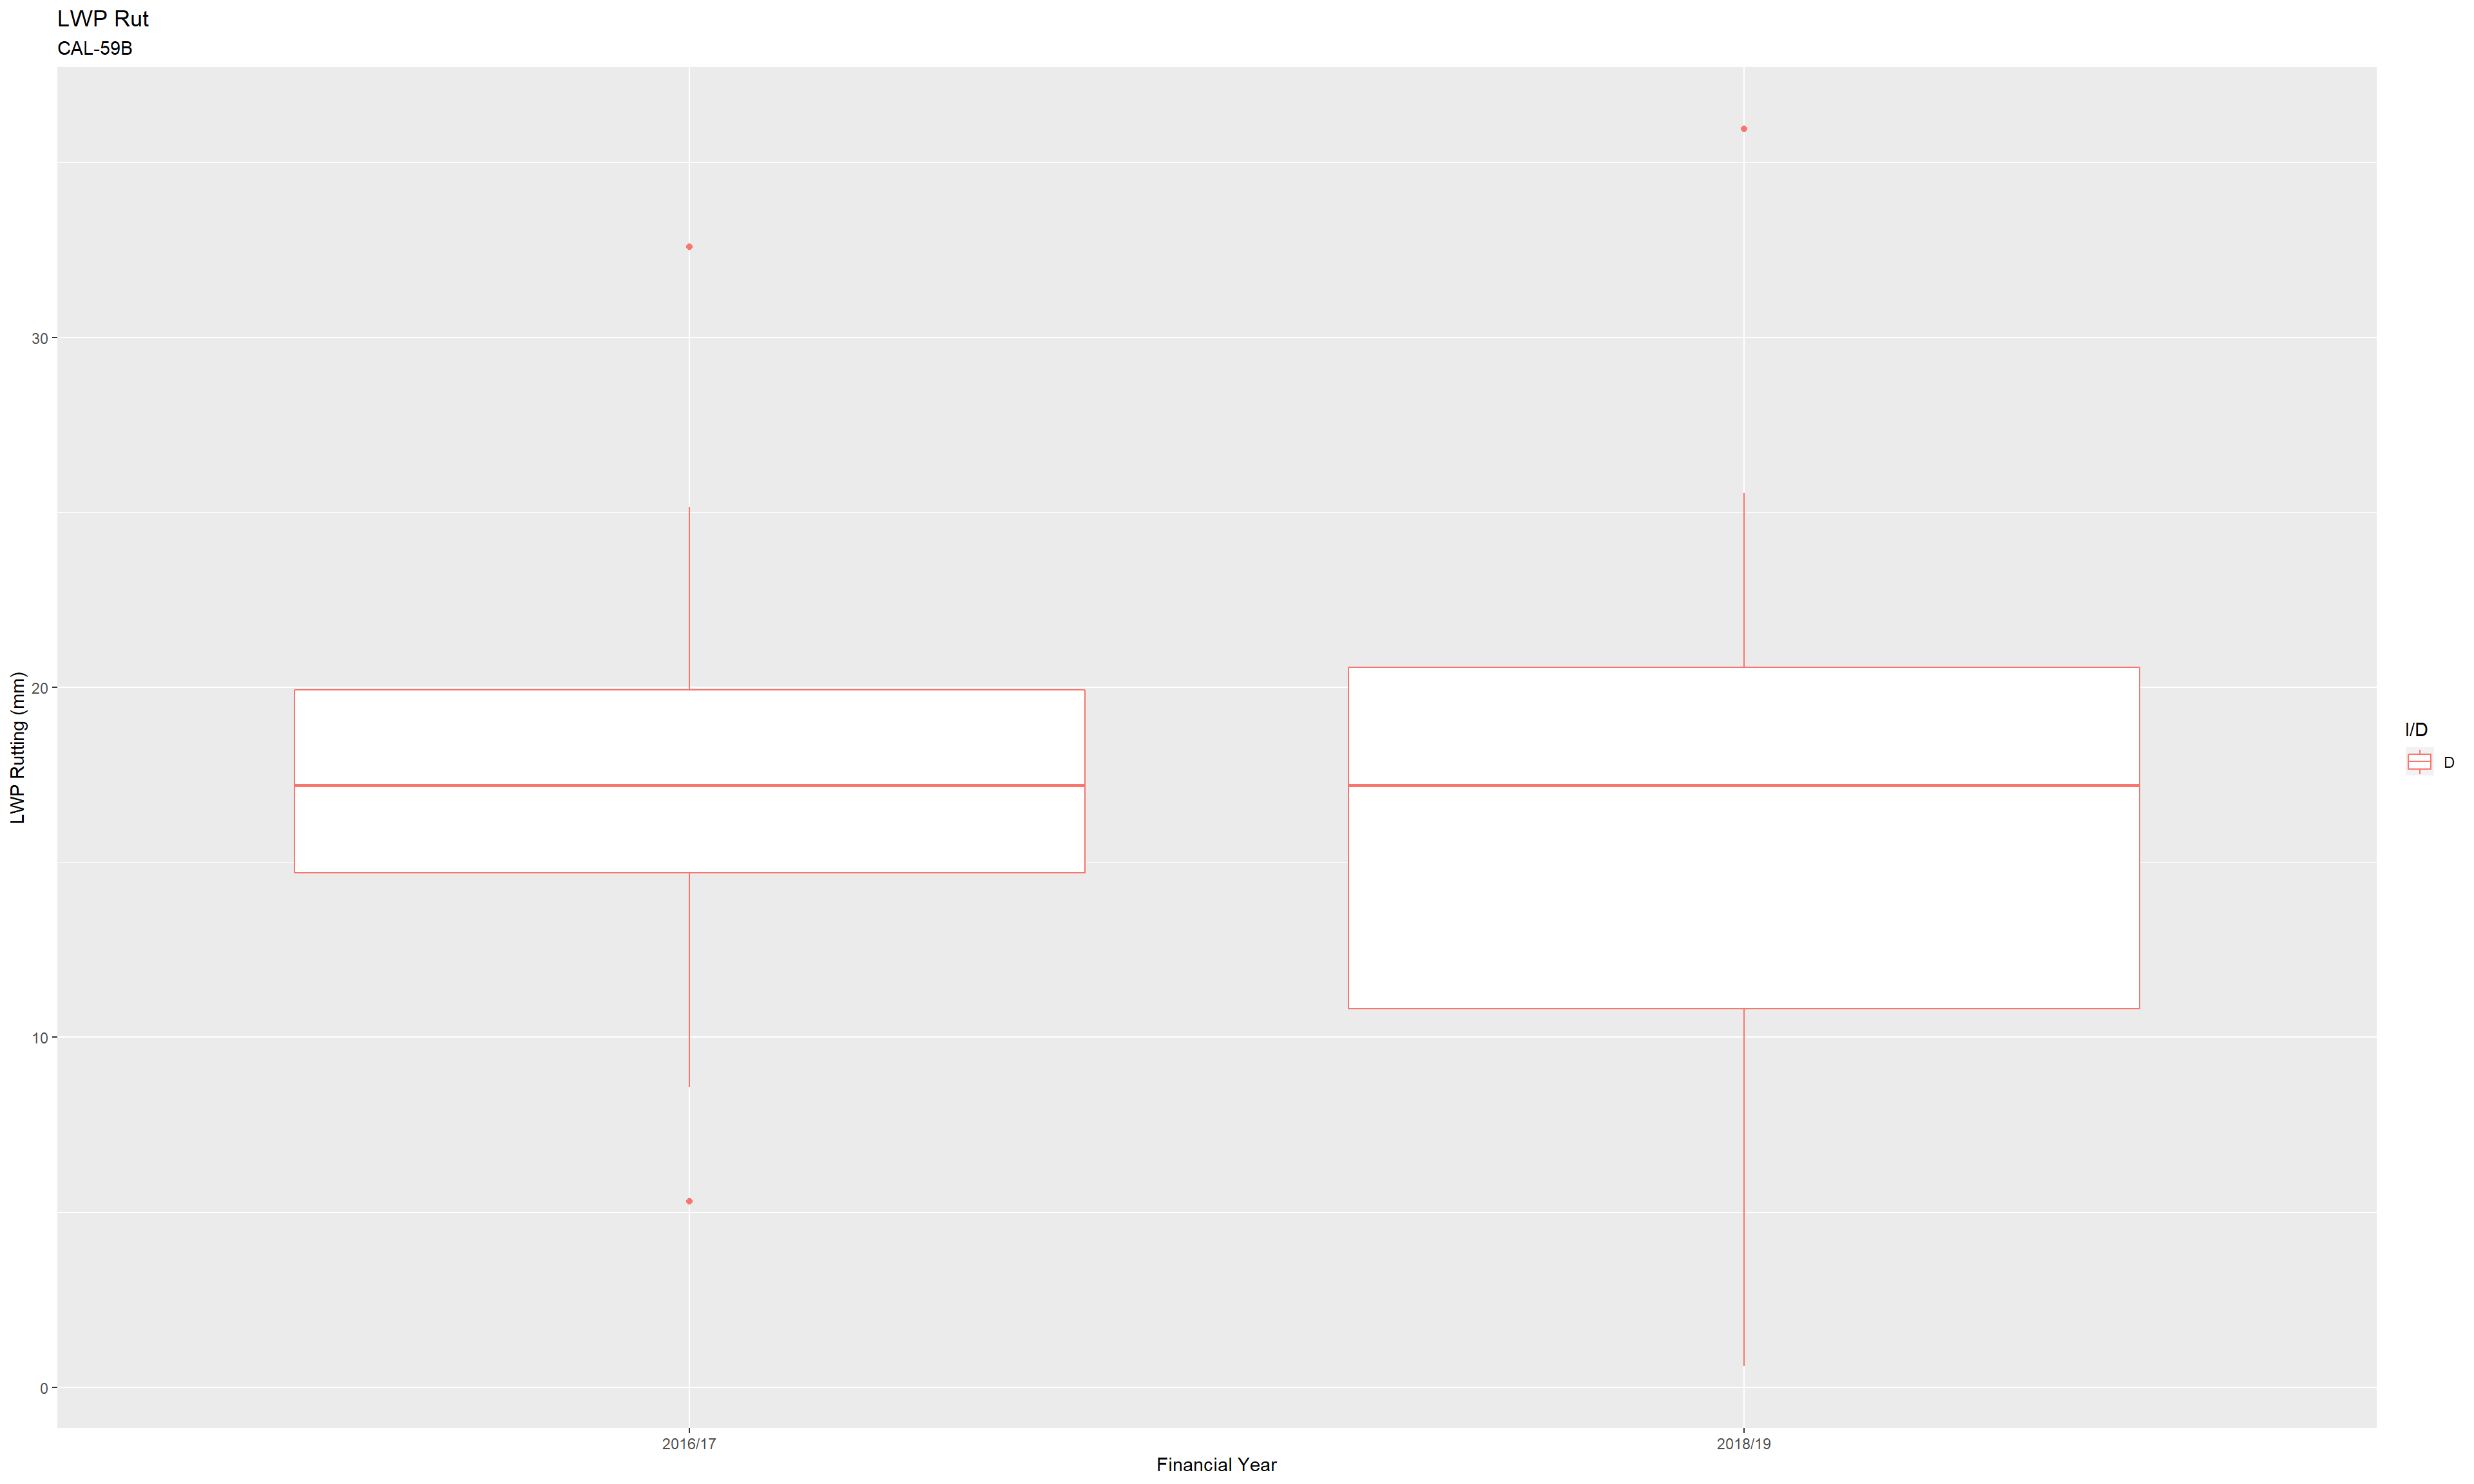 LWP Rut
CAL-59B
LWP Rutting (mm)
30
20
10
0
2016/17
2018/19
Financial Year
I/D
D